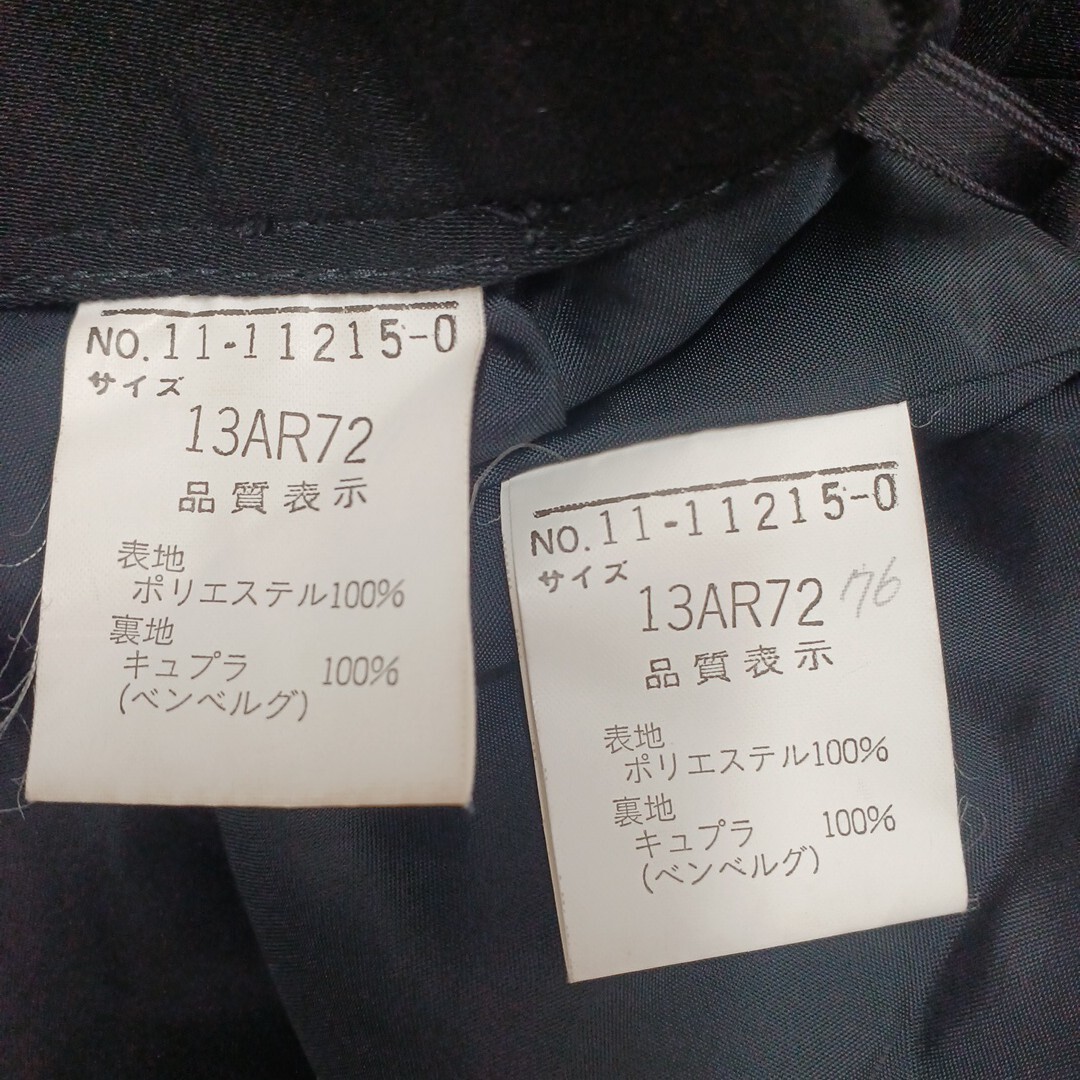 NO.11-11215-0
サイズ
13AR72
品質表示
表地
ポリエステル100%
裏地
キュプラ 100%
(ベンベルグ)
NO.11-11215-0
サイズ
13AR72 76
品質表示
表地
ポリエステル100%
裏地
キュプラ 100%
(ベンベルグ)